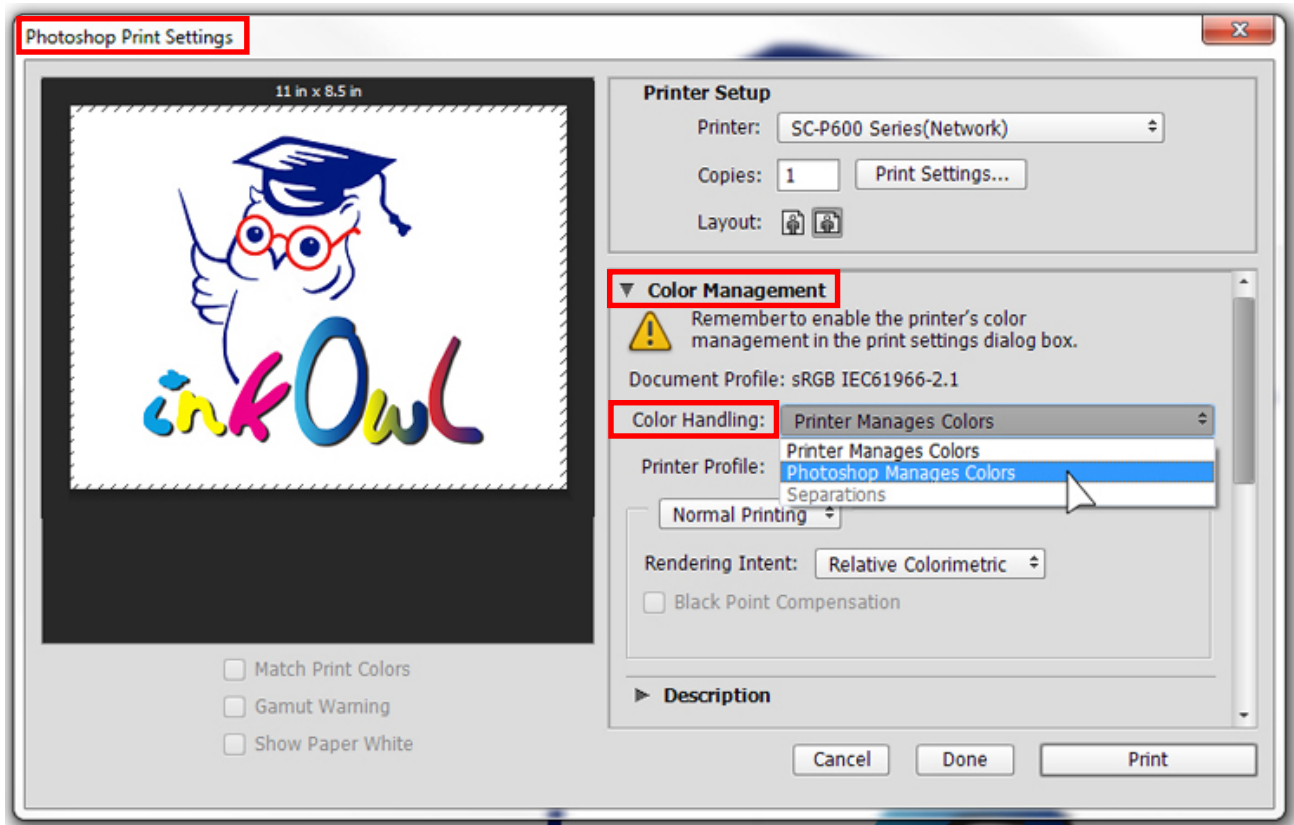 Photoshop Print Settings
x
11 in x 8.5 in
inkOwl
Match Print Colors
Gamut Warning
Show Paper White
Printer Setup
Printer: SC-P600 Series(Network)
Copies: 1 Print Settings...
Layout:
Color Management
Remember to enable the printer's color
management in the print settings dialog box.
Document Profile: sRGB IEC61966-2.1
Color Handling: Printer Manages Colors
Printer Manages Colors
Printer Profile: Photoshop Manages Colors
Separations
Normal Printing
Rendering Intent: Relative Colorimetric
Black Point Compensation
Description
Cancel Done Print